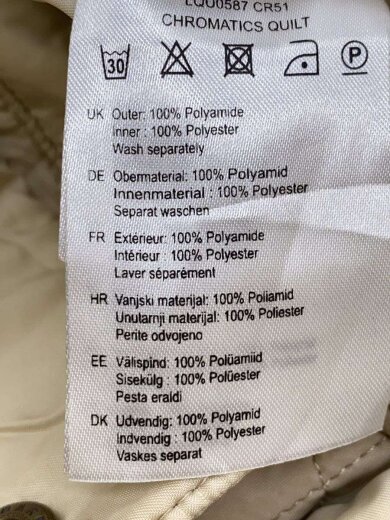 LQU0587 CR51
CHROMATICS QUILT
30 P
UK Outer: 100% Polyamide
Inner : 100% Polyester
Wash separately
DE Obermaterial: 100% Polyamid
Innenmaterial : 100% Polyester
Separat waschen
FR Extérieur: 100% Polyamide
Intérieur : 100% Polyester
Laver séparément
HR Vanjski materijal: 100% Poliamid
Unutarnji materijal: 100% Poliester
Perite odvojeno
EE Välispind: 100% Polüamiid
Sisekülg : 100% Polüester
Pesta eraldi
DK Udvendig: 100% Polyamid
Indvendig : 100% Polyester
Vaskes separat